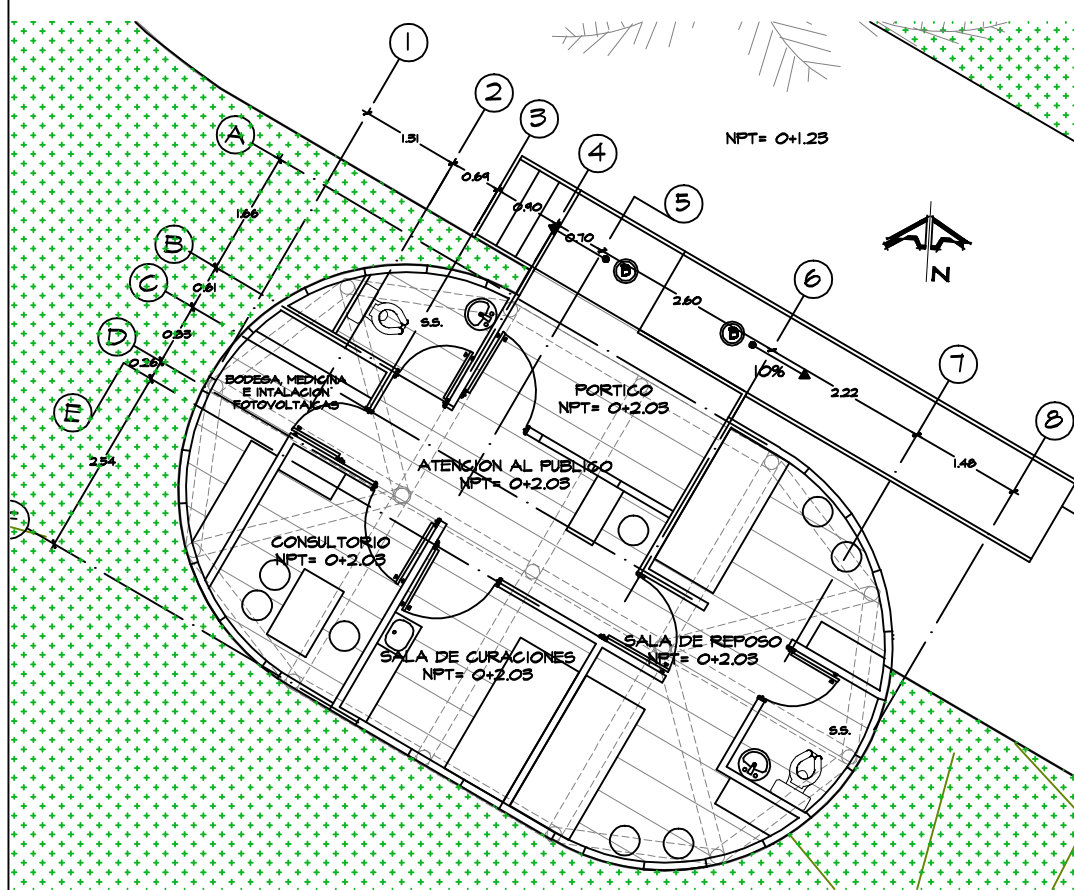 1
2
3
4
5
6
7
8
A
B
C
D
E
F
1.31
0.69
0.90
0.70
2.60
2.22
1.48
1.66
0.61
0.26
2.54
NPT= 0+1.23
N
B
B
10%
S.S.
BODEGA, MEDICINA
E INTALACION
FOTOVOLTAICAS
PORTICO
NPT= 0+2.03
ATENCION AL PUBLICO
NPT= 0+2.03
CONSULTORIO
NPT= 0+2.03
SALA DE CURACIONES
NPT= 0+2.03
SALA DE REPOSO
NPT= 0+2.03
S.S.